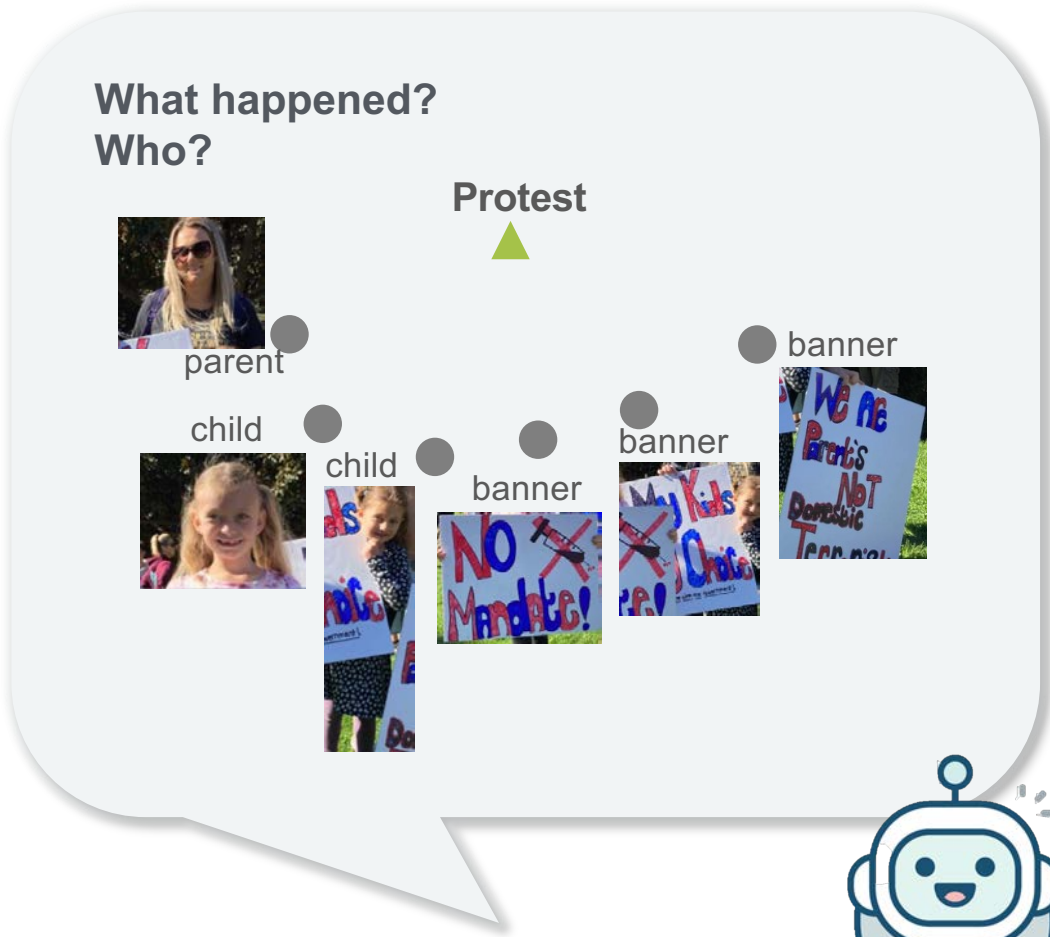 What happened?
Who?
Protest
parent
banner
child
child
banner
banner
NO
Mandate!
My Kids
My Choice
We Are
Parent's
NOT
Domestic